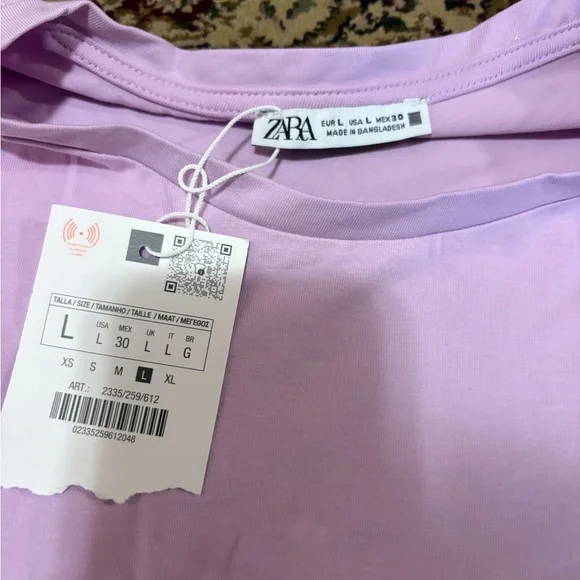 ZARA
EUR L USA L MEX 30
MADE IN BANGLADESH
TALLA / SIZE / TAMANHO / TAILLE / MAAT / ΜΕΓΕΘΟΣ
L
USA MEX UK IT BR
L 30 L L G
XS S M L XL
ART.: 2335/259/612
02335259612048